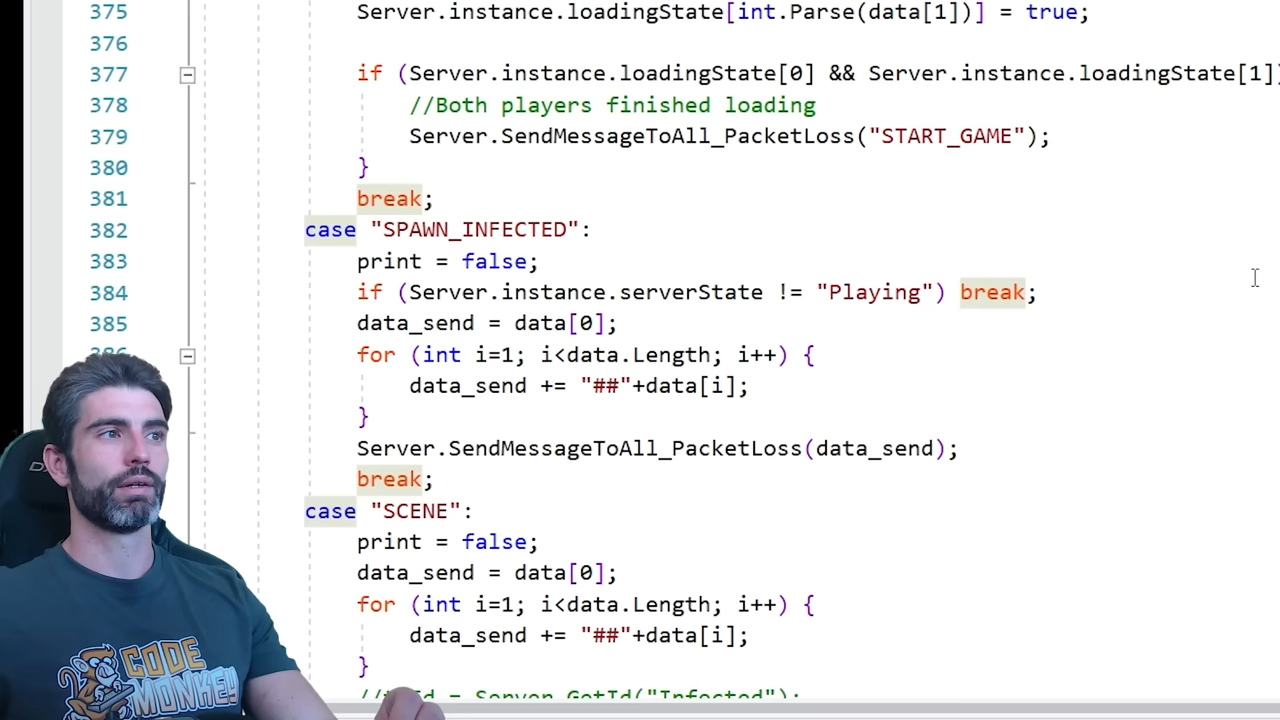 375 Server.instance.loadingState[int.Parse(data[1])] = true;
376
377 if (Server.instance.loadingState[0] && Server.instance.loadingState[1])
378 //Both players finished loading
379 Server.SendMessageToAll_PacketLoss("START_GAME");
380 }
381 break;
382 case "SPAWN_INFECTED":
383 print = false;
384 if (Server.instance.serverState != "Playing") break;
385 data_send = data[0];
386 for (int i=1; i<data.Length; i++) {
data_send += "##"+data[i];
}
Server.SendMessageToAll_PacketLoss(data_send);
break;
case "SCENE":
print = false;
data_send = data[0];
for (int i=1; i<data.Length; i++) {
data_send += "##"+data[i];
}
= Server.GetId("Infected");
CODE
MONKEY